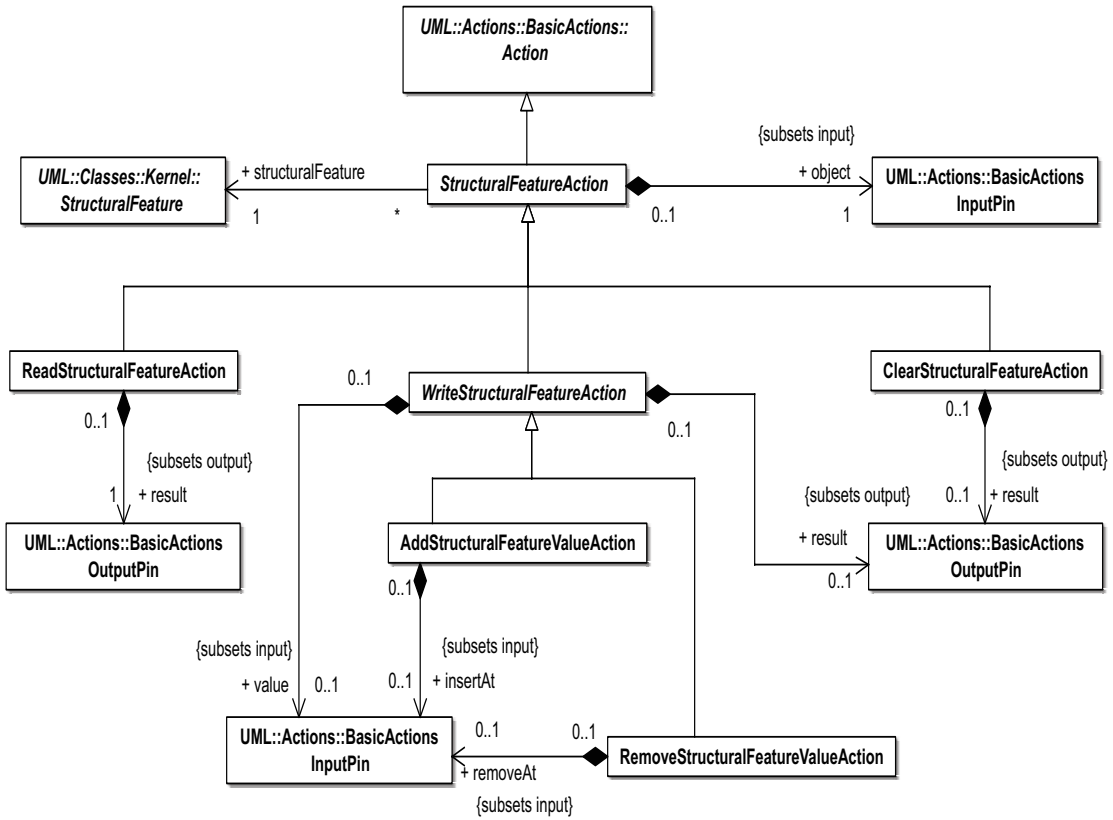 UML::Actions::BasicActions::
Action
{subsets input}
UML::Classes::Kernel::
StructuralFeature
+ structuralFeature
1
*
StructuralFeatureAction
0..1
+ object
1
UML::Actions::BasicActions
InputPin
ReadStructuralFeatureAction
0..1
{subsets output}
1
+ result
UML::Actions::BasicActions
OutputPin
0..1
WriteStructuralFeatureAction
0..1
ClearStructuralFeatureAction
0..1
{subsets output}
0..1
+ result
{subsets output}
+ result
0..1
UML::Actions::BasicActions
OutputPin
AddStructuralFeatureValueAction
0..1
{subsets input}
+ value
0..1
{subsets input}
0..1
+ insertAt
UML::Actions::BasicActions
InputPin
0..1
0..1
+ removeAt
{subsets input}
RemoveStructuralFeatureValueAction